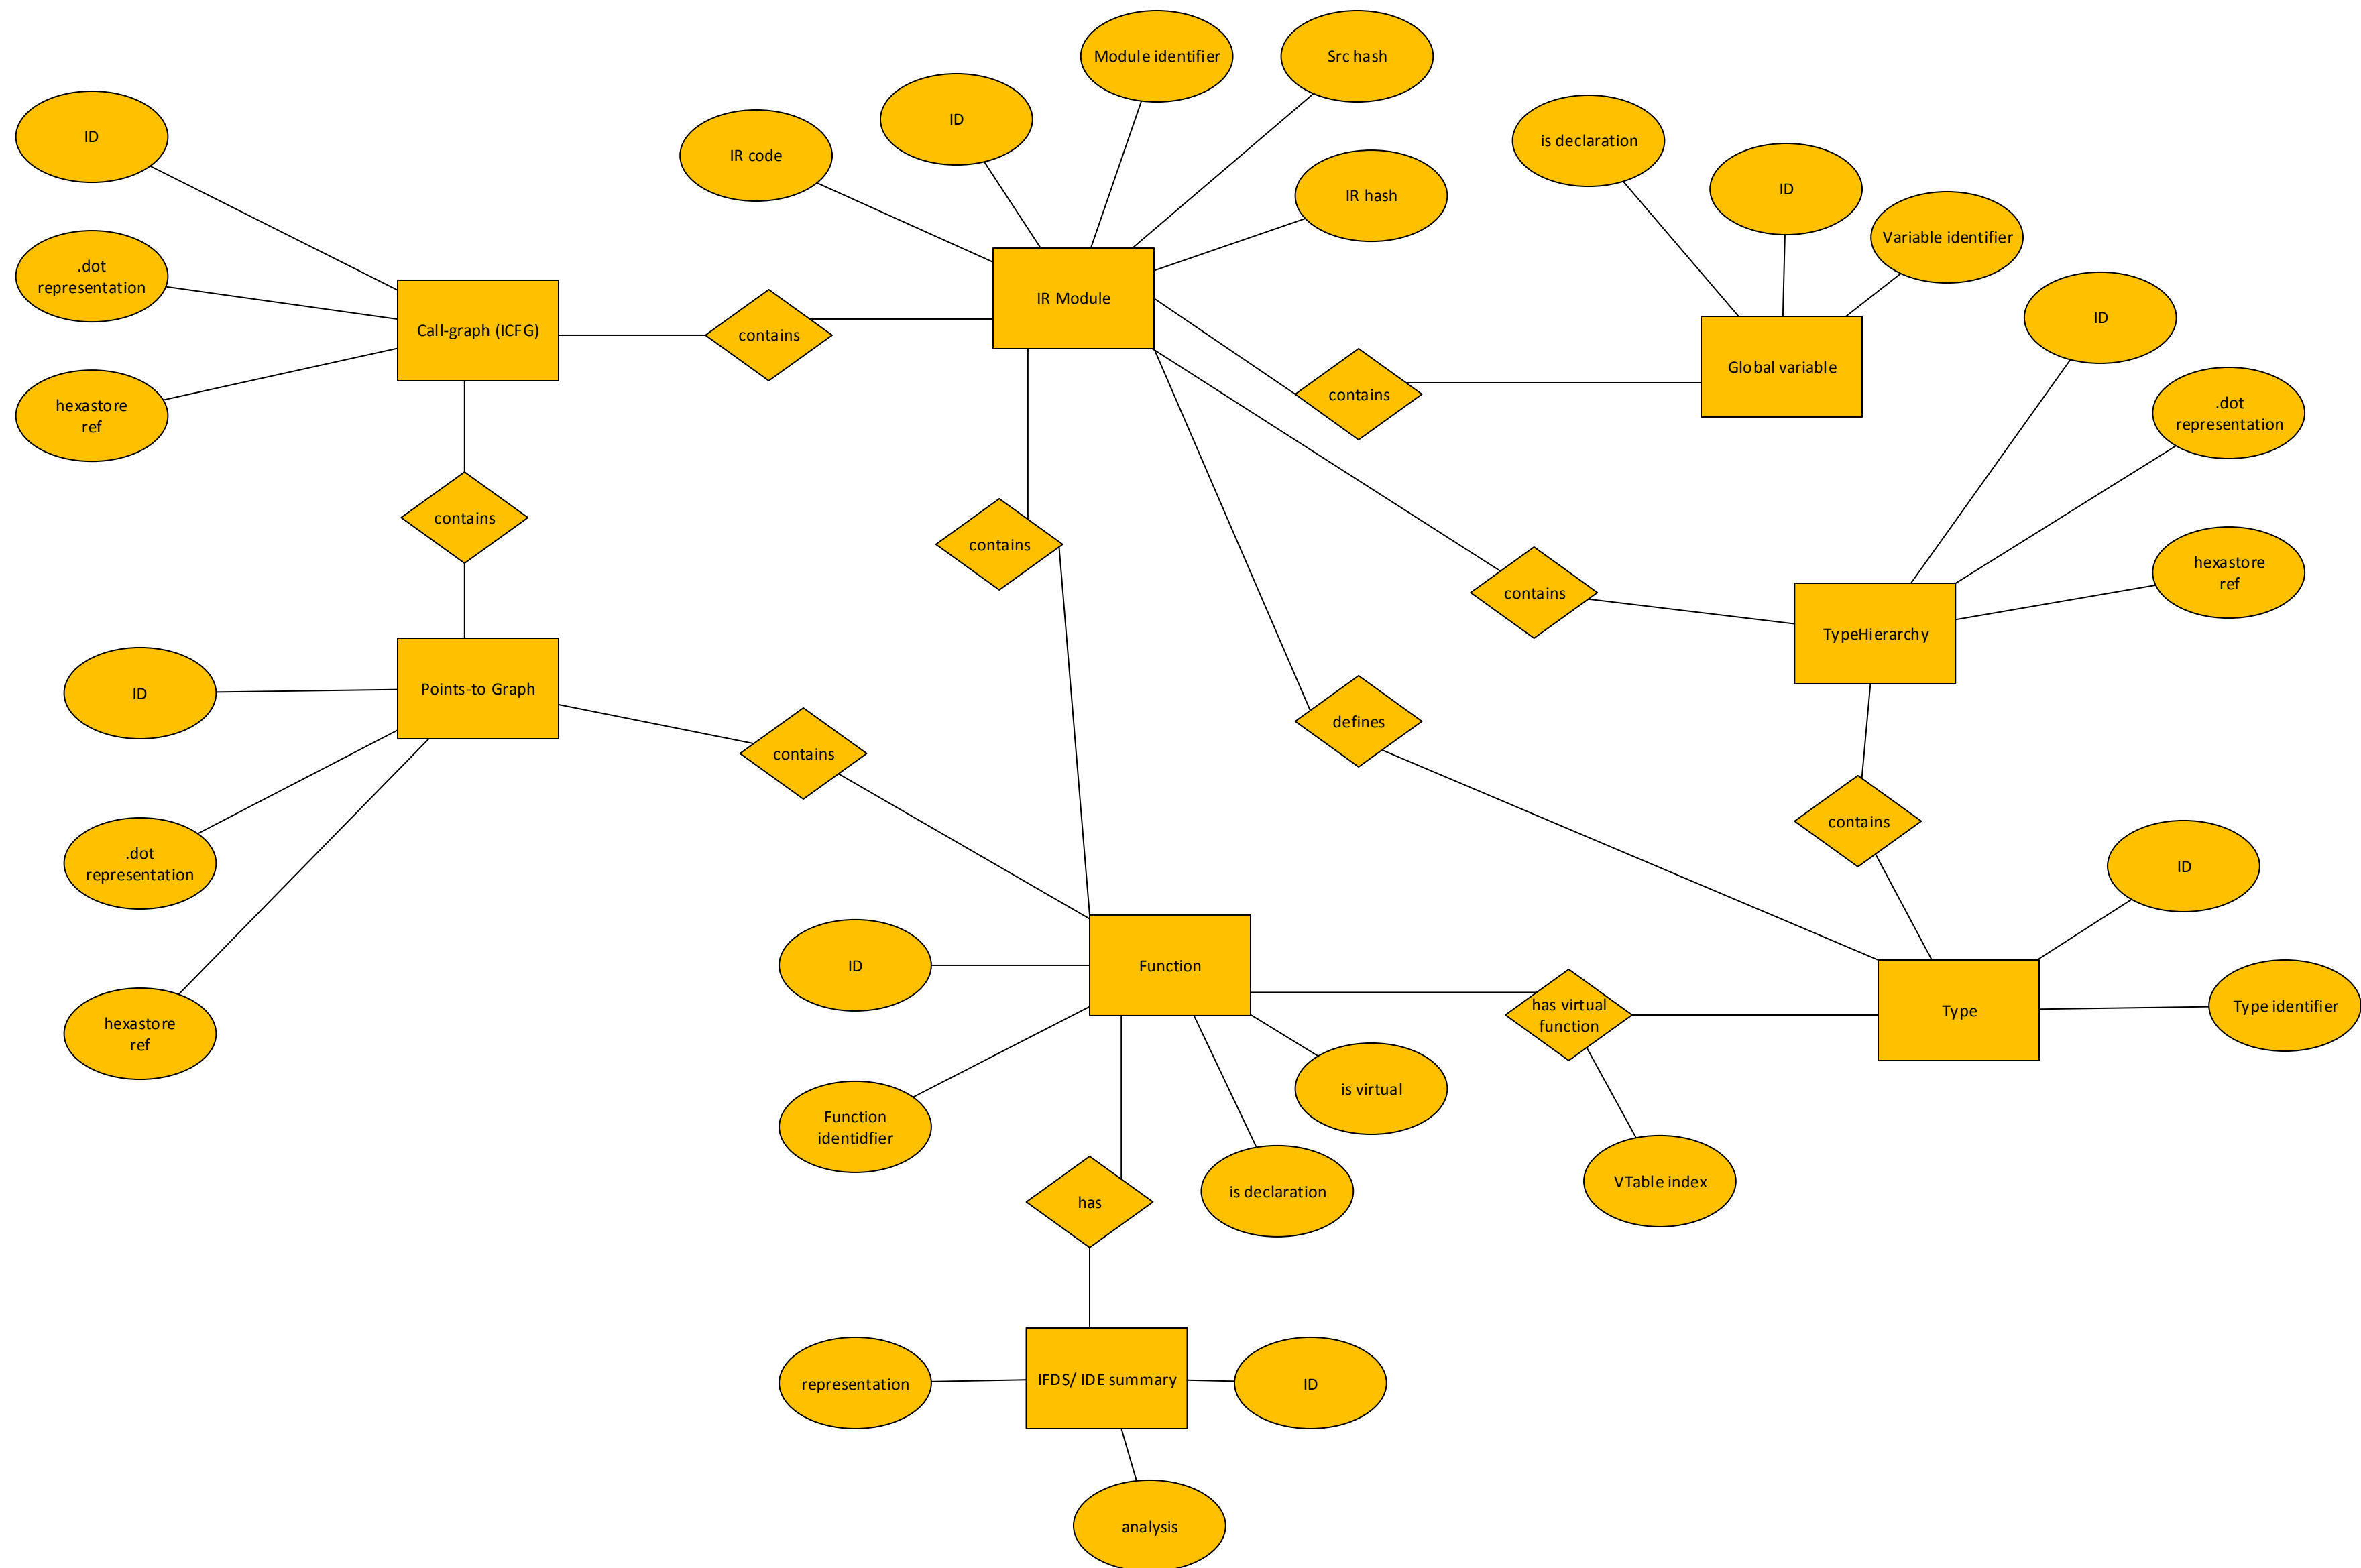 Module identifier
Src hash
ID
IR code
ID
IR hash
is declaration
ID
Variable identifier
.dot
representation
hexastore
ref
Call-graph (ICFG)
contains
IR Module
contains
Global variable
ID
.dot
representation
hexastore
ref
contains
contains
contains
TypeHierarchy
ID
Points-to Graph
contains
defines
contains
.dot
representation
hexastore
ref
ID
Function
has virtual
function
Type
ID
Type identifier
Function
identidfier
is virtual
is declaration
VTable index
has
representation
IFDS/ IDE summary
ID
analysis